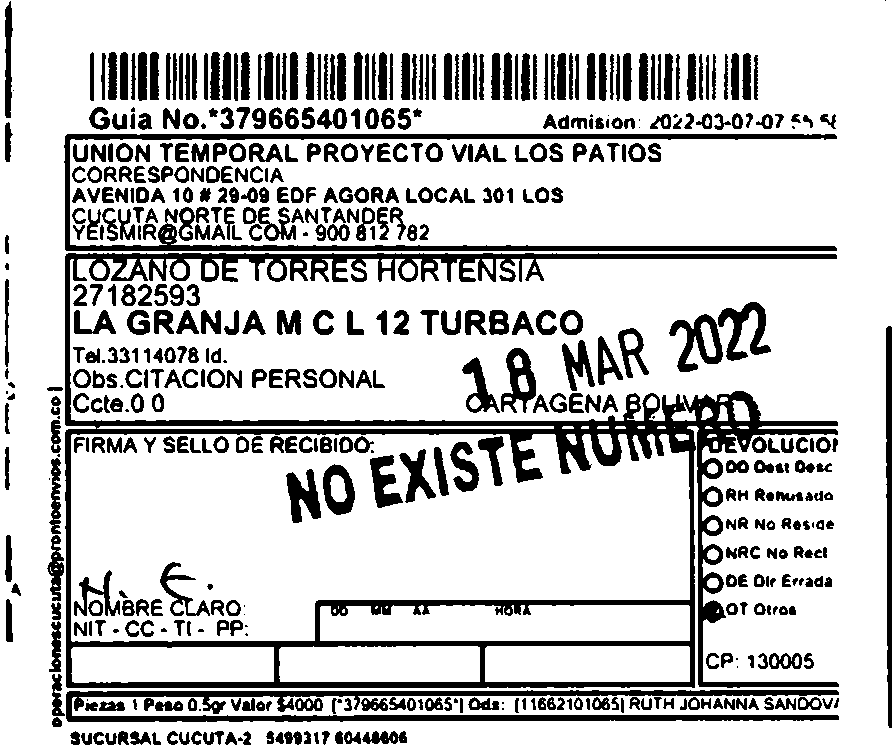 Guia No.*379665401065*
Admision: 2022-03-07-07
UNION TEMPORAL PROYECTO VIAL LOS PATIOS
CORRESPONDENCIA
AVENIDA 10 # 29-09 EDF AGORA LOCAL 301 LOS
CUCUTA NORTE DE SANTANDER
YEISMIR@GMAIL COM - 900 812 782
LOZANO DE TORRES HORTENSIA
27182593
LA GRANJA M C L 12 TURBACO
Tel.33114078 Id.
Obs.CITACION PERSONAL
Ccte.0 0
CARTAGENA BOLIVAR
18 MAR 2022
NO EXISTE NUMERO
FIRMA Y SELLO DE RECIBIDO:
N. E.
NOMBRE CLARO:
NIT - CC - TI - PP:
DD MM AA HORA
DEVOLUCION
DD Dest Desc
RH Rehusado
NR No Reside
NRC No Recl
DE Dir Errada
OT Otros
CP: 130005
Piezas 1 Peso 0.5gr Valor $4000 [*379665401065*] Ods: [11662101065] RUTH JOHANNA SANDOVA
SUCURSAL CUCUTA-2 5499317 60448606
operacionescucuta@prontoenvios.com.co |